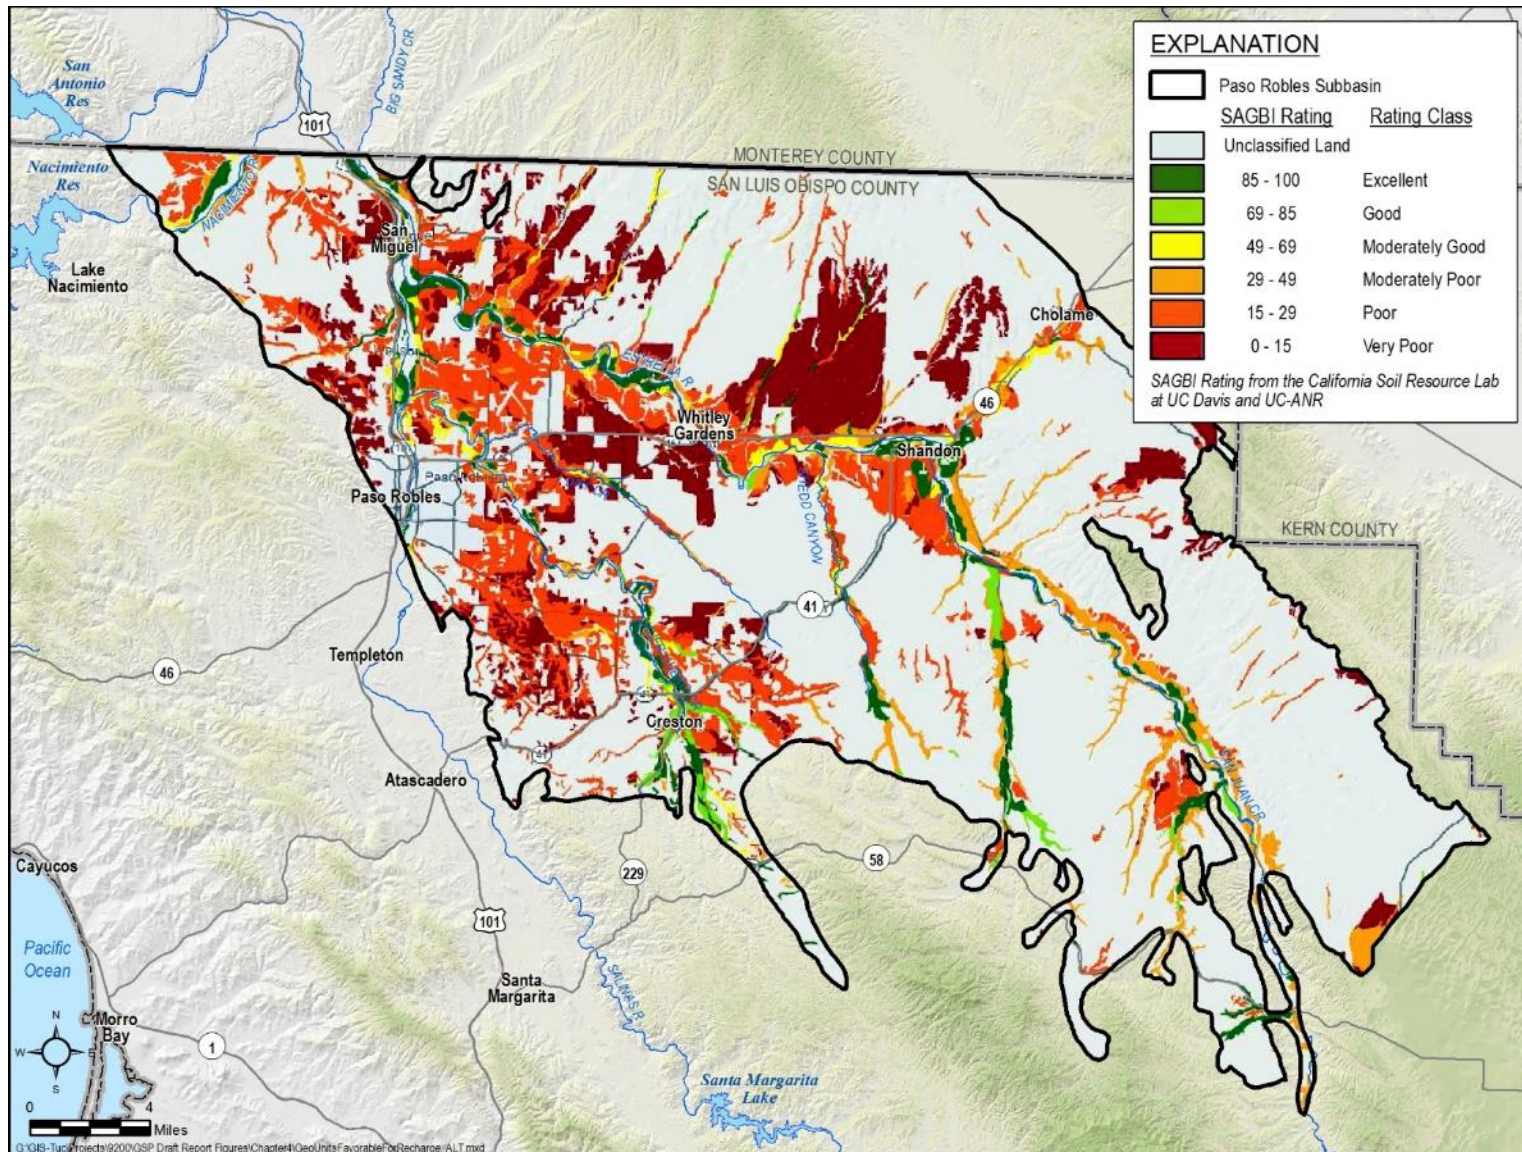 EXPLANATION
Paso Robles Subbasin
SAGBI Rating Rating Class
Unclassified Land
85 - 100 Excellent
69 - 85 Good
49 - 69 Moderately Good
29 - 49 Moderately Poor
15 - 29 Poor
0 - 15 Very Poor
SAGBI Rating from the California Soil Resource Lab
at UC Davis and UC-ANR
San
Antonio
Res
BIG SANDY CR
101
MONTEREY COUNTY
SAN LUIS OBISPO COUNTY
Nacimiento
Res
NACIMIENTO R
San
Miguel
Lake
Nacimiento
Cholame
ESTRELLA R
46
Whitley
Gardens
Shandon
Paso Robles
KERN COUNTY
41
Templeton
46
Creston
41
Atascadero
58
229
Cayucos
101
Pacific
Ocean
Santa
Margarita
SALINAS R
Morro
Bay
1
N
W
E
S
Santa Margarita
Lake
0 4
Miles